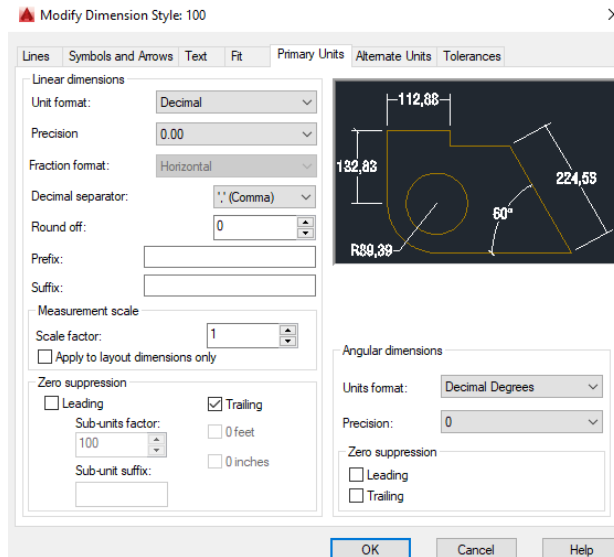 Modify Dimension Style: 100
Lines Symbols and Arrows Text Fit Primary Units Alternate Units Tolerances
Linear dimensions
Unit format: Decimal
Precision 0.00
Fraction format: Horizontal
Decimal separator: ',' (Comma)
Round off: 0
Prefix:
Suffix:
Measurement scale
Scale factor: 1
Apply to layout dimensions only
Zero suppression
Leading
Trailing
Sub-units factor:
100
0 feet
Sub-unit suffix:
0 inches
112,88
132,83
224,55
60°
R89,39
Angular dimensions
Units format: Decimal Degrees
Precision: 0
Zero suppression
Leading
Trailing
OK Cancel Help